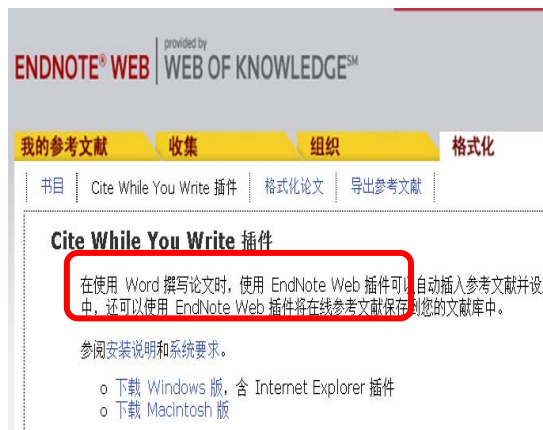 provided by
ENDNOTE® WEB WEB OF KNOWLEDGE℠
我的参考文献 收集 组织 格式化
书目 Cite While You Write 插件 格式化论文 导出参考文献
Cite While You Write 插件
在使用 Word 撰写论文时，使用 EndNote Web 插件可以自动插入参考文献并设
中，还可以使用 EndNote Web 插件将在线参考文献保存到您的文献库中。
参阅安装说明和系统要求。
o 下载 Windows 版，含 Internet Explorer 插件
o 下载 Macintosh 版